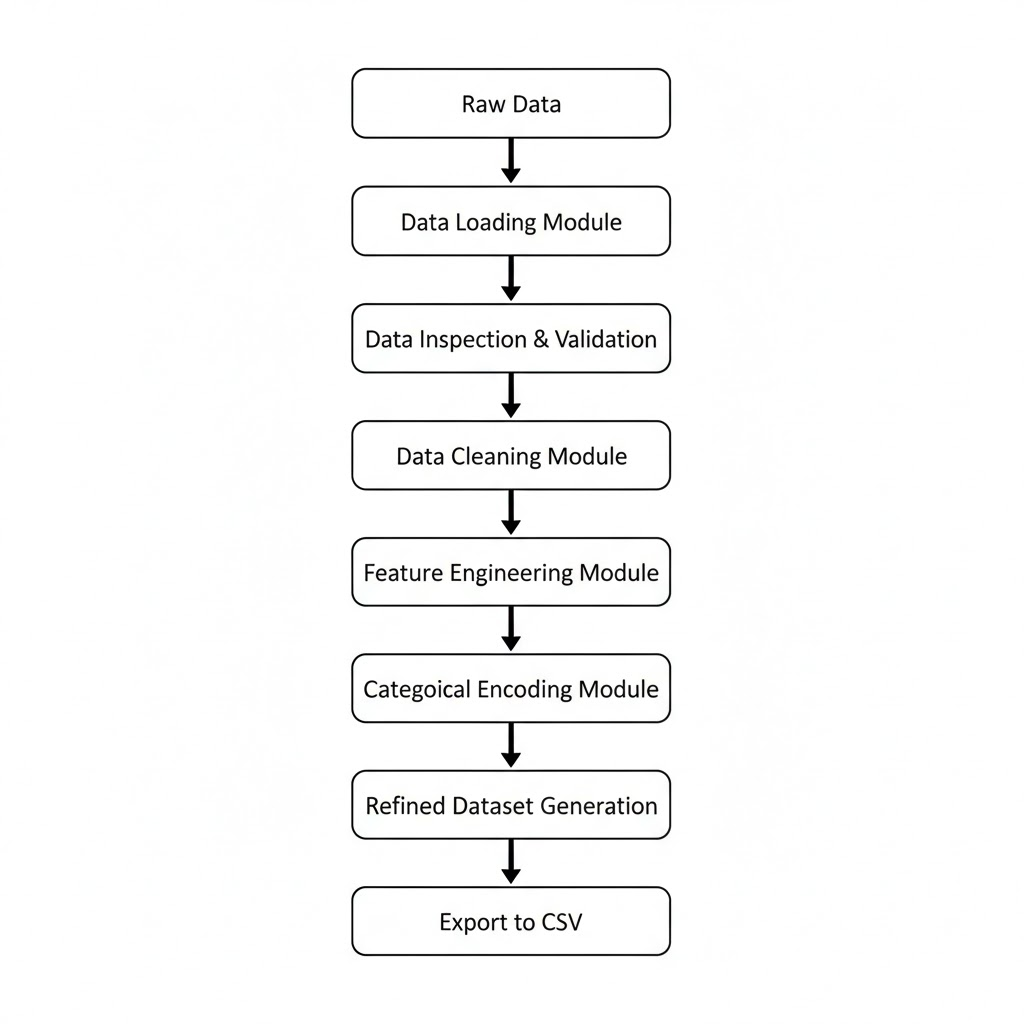 Raw Data
Data Loading Module
Data Inspection & Validation
Data Cleaning Module
Feature Engineering Module
Categoical Encoding Module
Refined Dataset Generation
Export to CSV